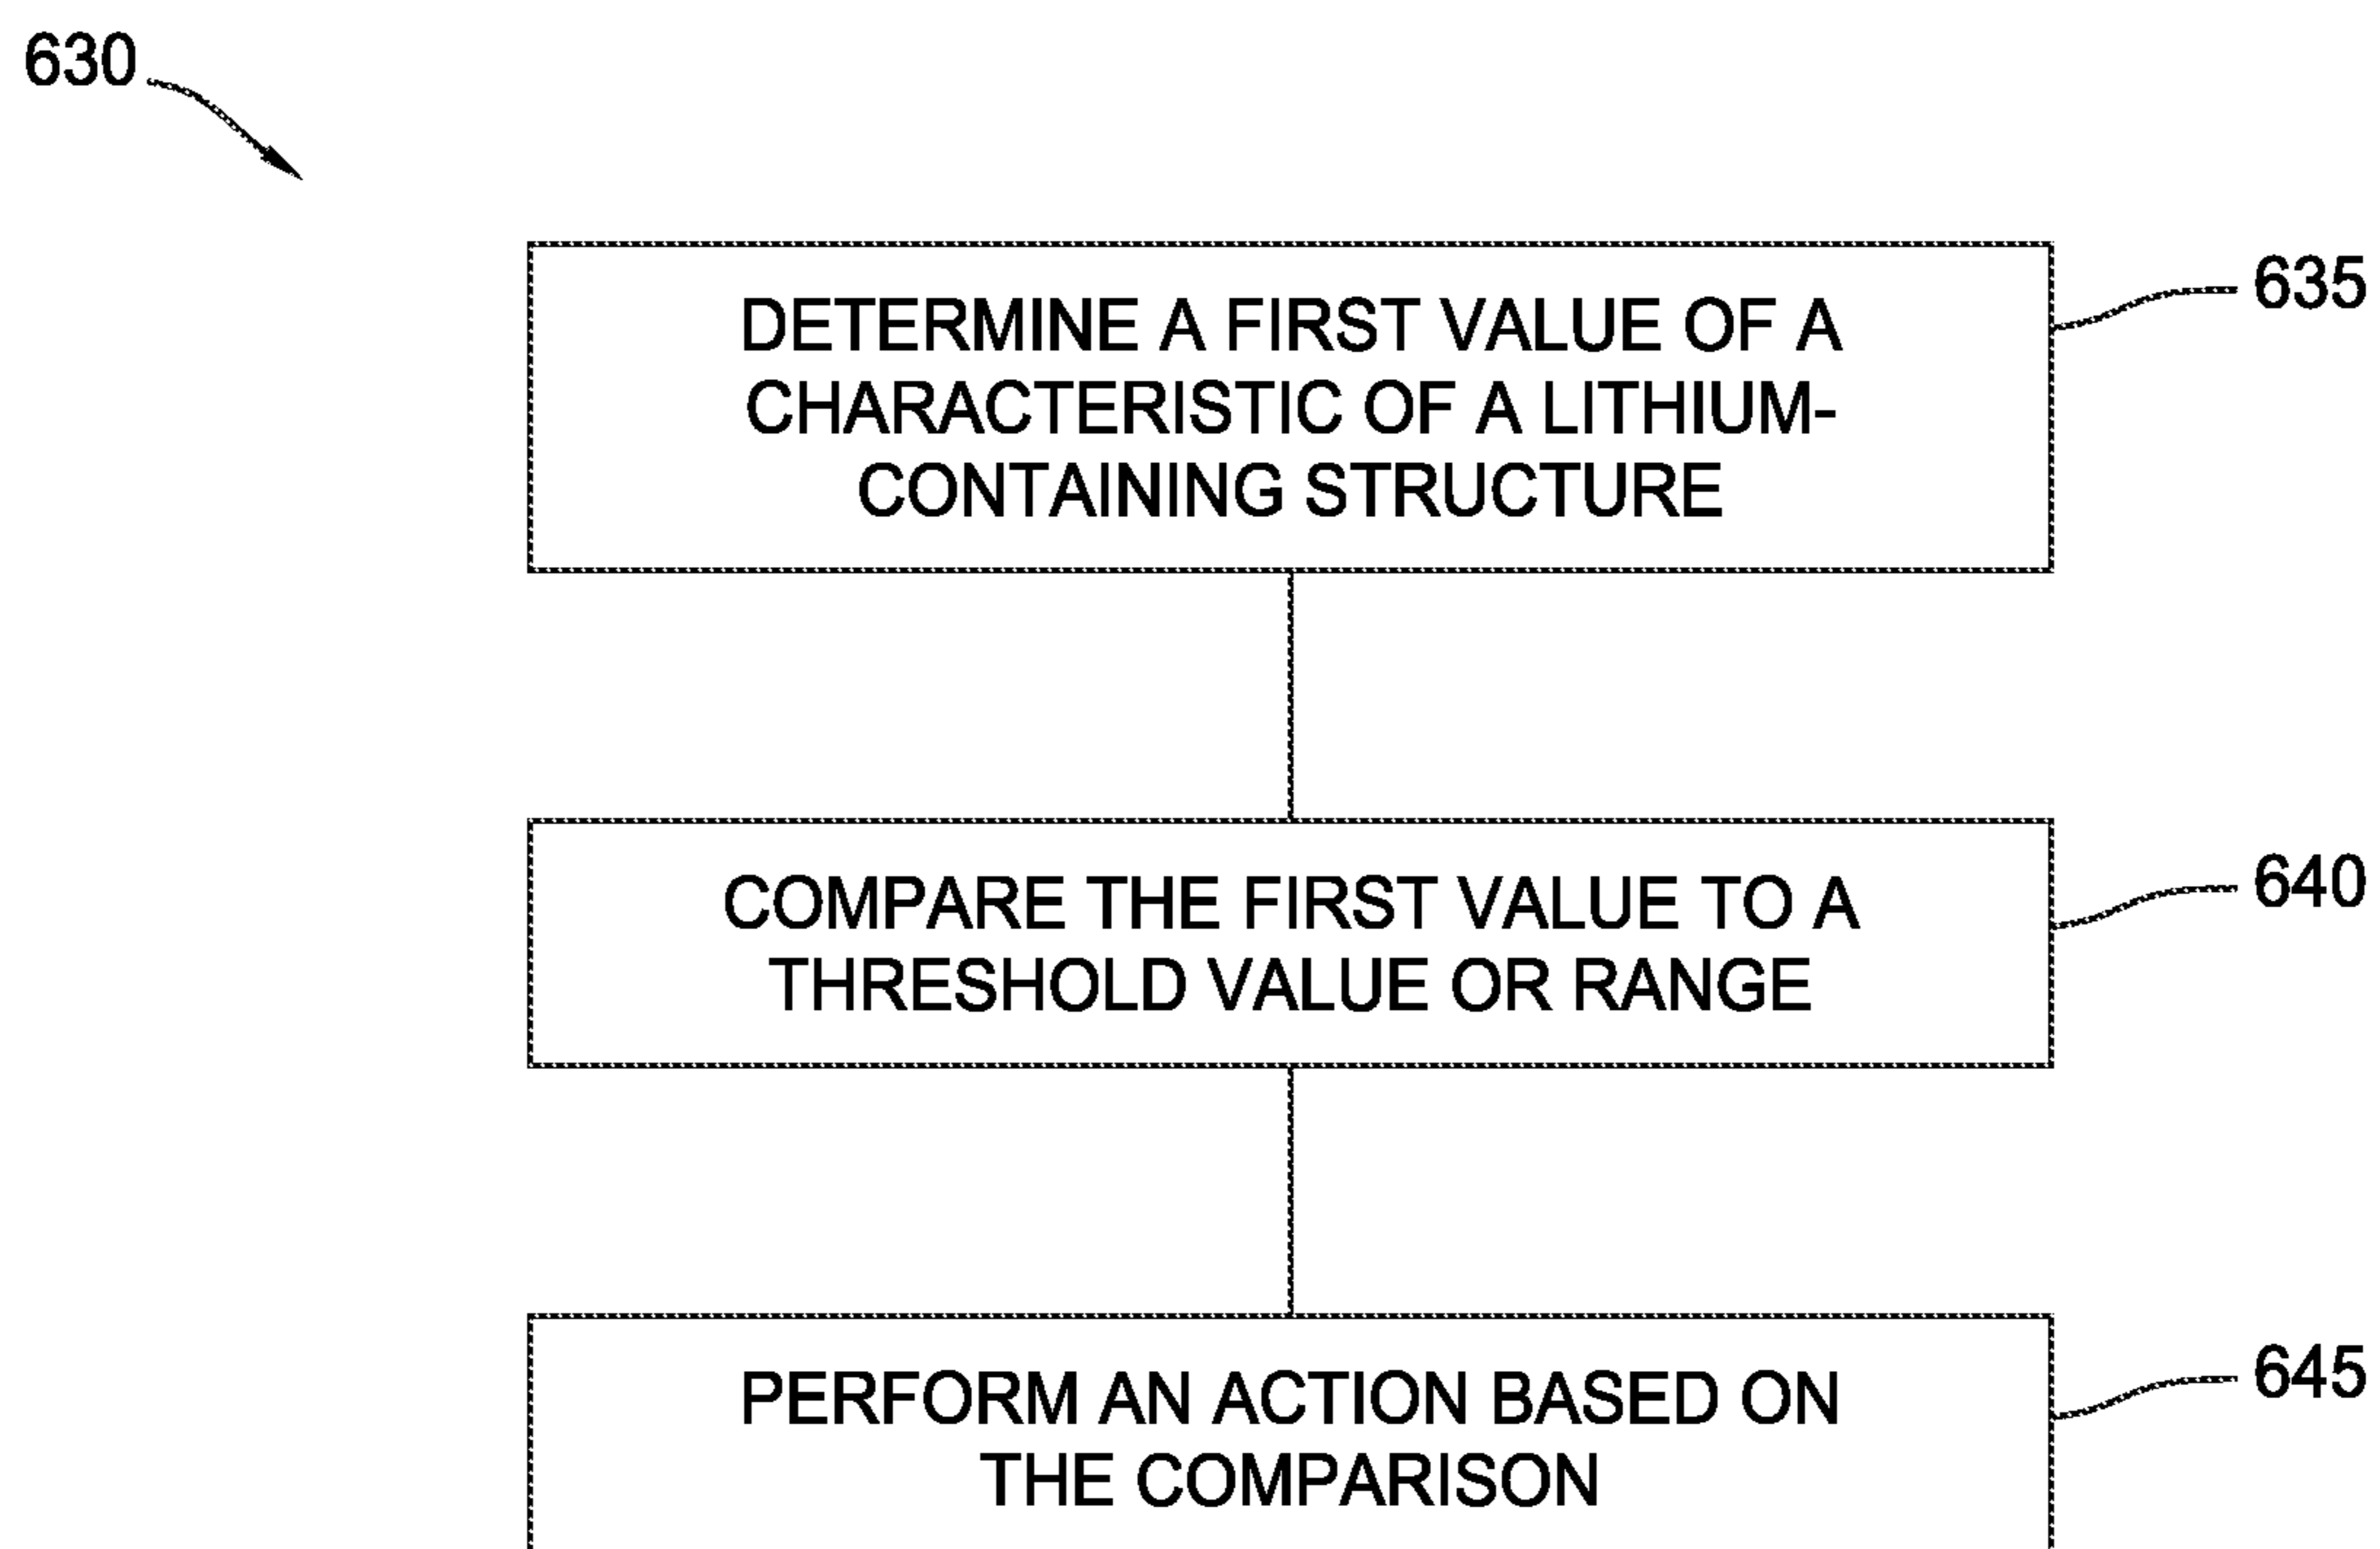 630
DETERMINE A FIRST VALUE OF A
635
CHARACTERISTIC OF A LITHIUM-
CONTAINING STRUCTURE
COMPARE THE FIRST VALUE TO A
640
THRESHOLD VALUE OR RANGE
PERFORM AN ACTION BASED ON
645
THE COMPARISON